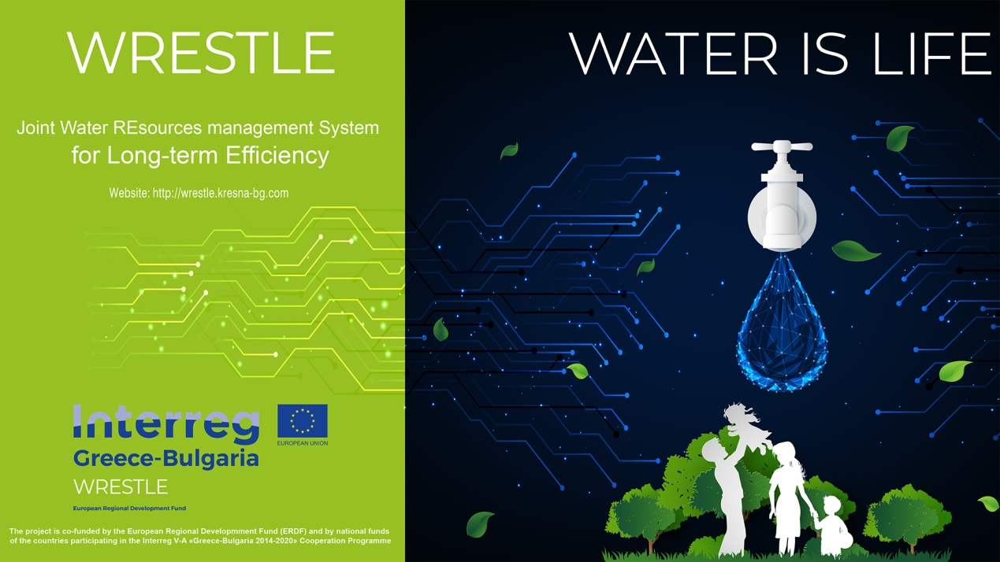 WRESTLE
WATER IS LIFE
Joint Water REsources management System
for Long-term Efficiency
Website: http://wrestle.kresna-bg.com
Interreg
EUROPEAN UNION
Greece-Bulgaria
WRESTLE
European Regional Development Fund
The project is co-funded by the European Regional Developmment Fund (ERDF) and by national funds
of the countries participating in the Interreg V-A «Greece-Bulgaria 2014-2020» Cooperation Programme